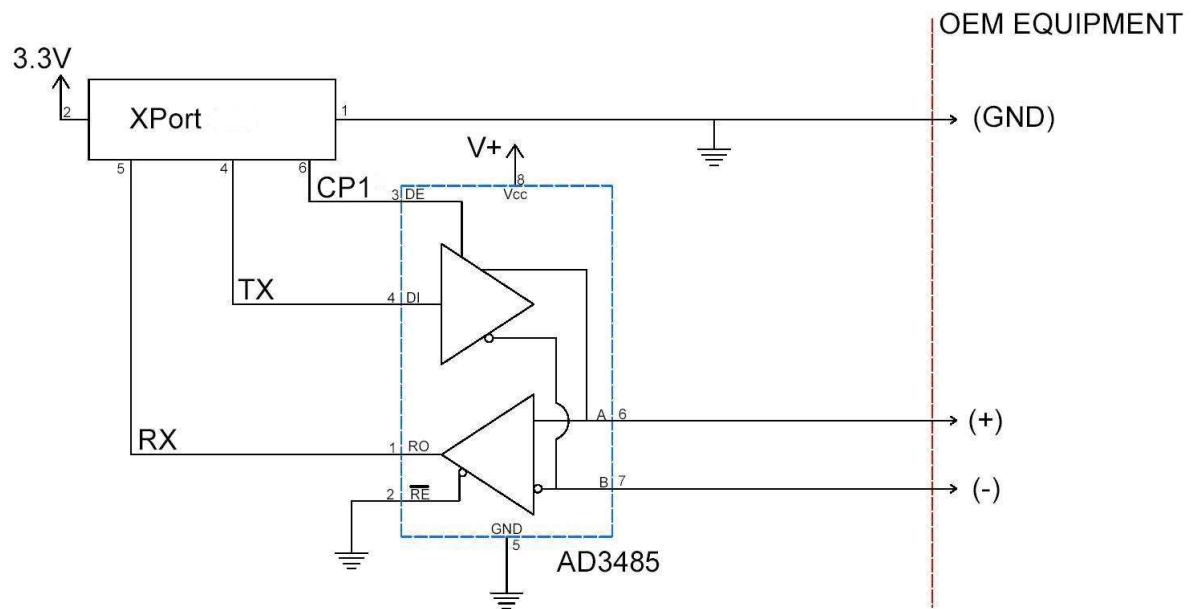 OEM EQUIPMENT
3.3V
2
XPort
1
(GND)
5
4
6
V+
8
Vcc
CP1
3 DE
TX
4 DI
A 6
(+)
RX
1 RO
B 7
(-)
2 RE
GND
5
AD3485